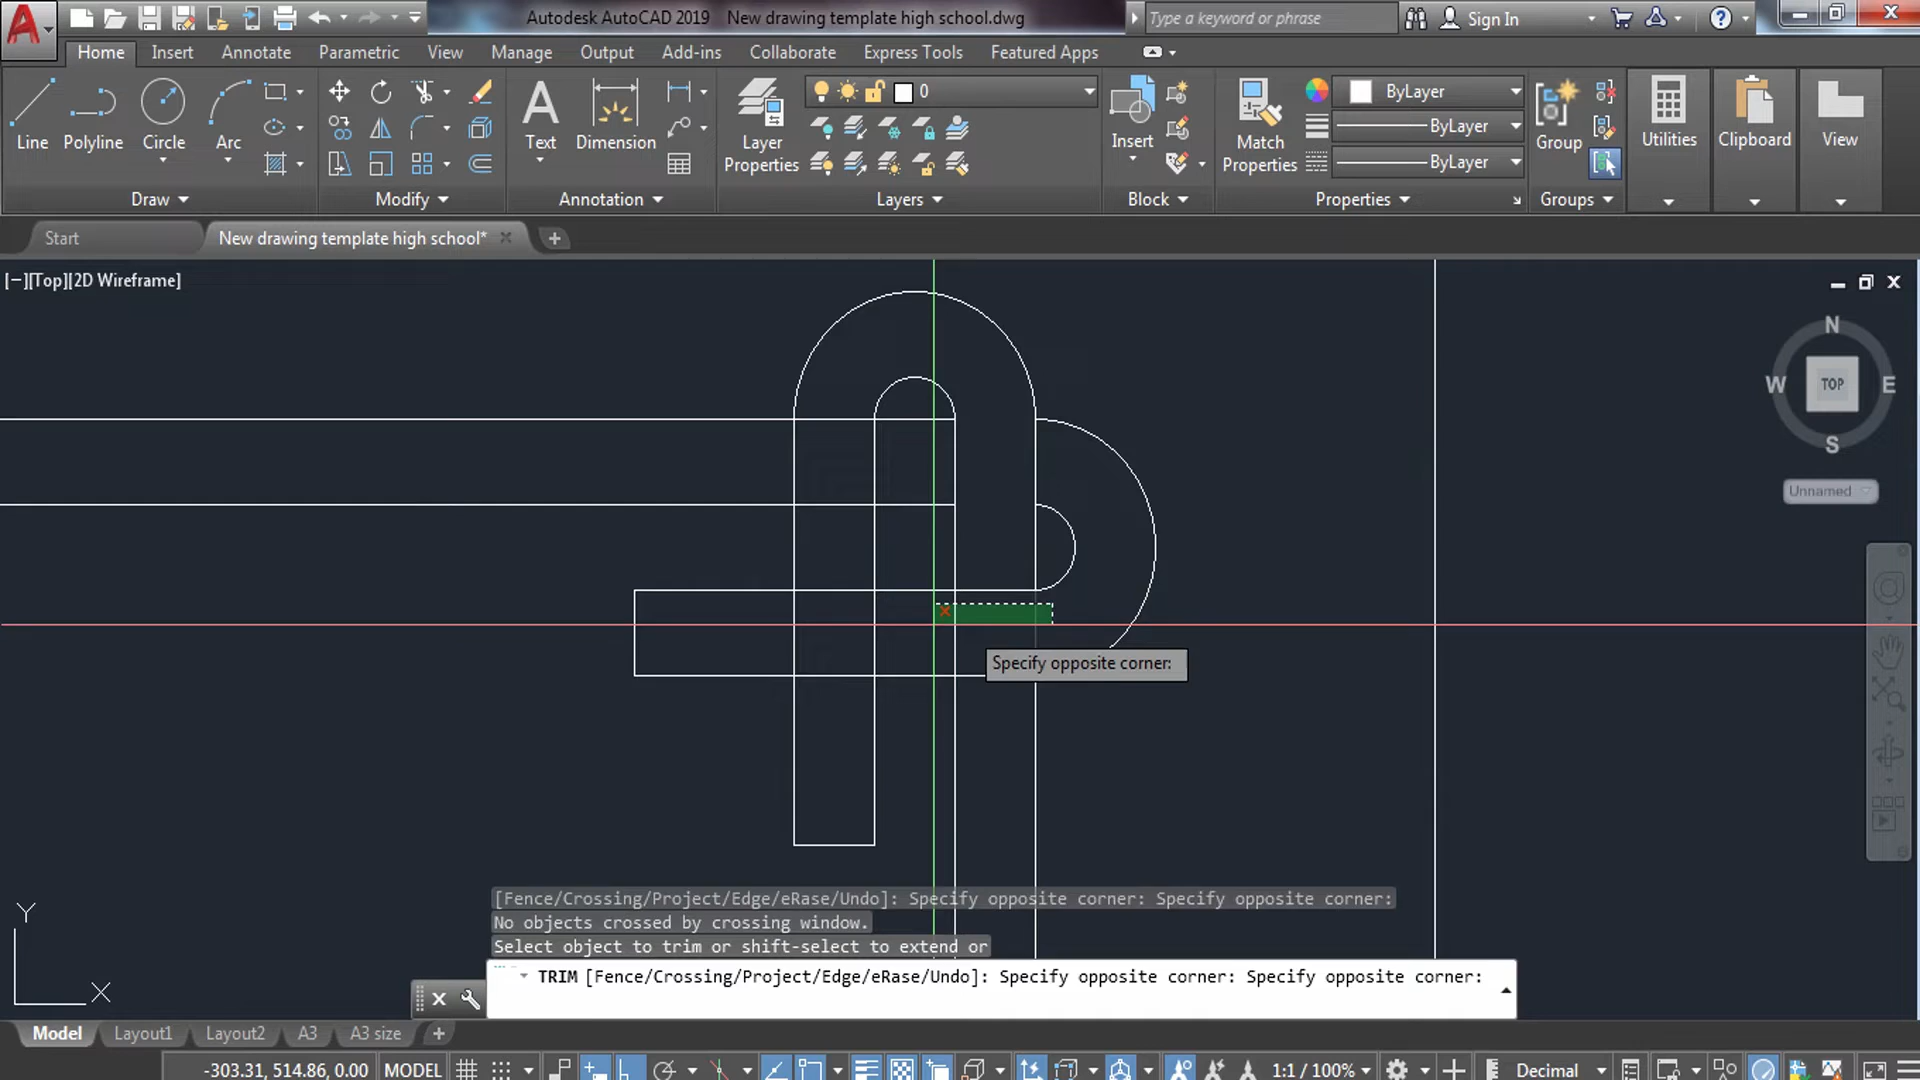 Autodesk AutoCAD 2019 New drawing template high school.dwg
Type a keyword or phrase
Sign In
Home Insert Annotate Parametric View Manage Output Add-ins Collaborate Express Tools Featured Apps
0
ByLayer
ByLayer
ByLayer
Line Polyline Circle Arc
Text Dimension
Layer Properties
Insert
Match Properties
Group
Utilities Clipboard View
Draw Modify Annotation Layers Block Properties Groups
Start New drawing template high school*
[−][Top][2D Wireframe]
N
W TOP E
S
Unnamed
Specify opposite corner:
[Fence/Crossing/Project/Edge/eRase/Undo]: Specify opposite corner: Specify opposite corner:
No objects crossed by crossing window.
Select object to trim or shift-select to extend or
TRIM [Fence/Crossing/Project/Edge/eRase/Undo]: Specify opposite corner: Specify opposite corner:
Y
X
Model Layout1 Layout2 A3 A3 size
-303.31, 514.86, 0.00 MODEL 1:1 / 100% Decimal